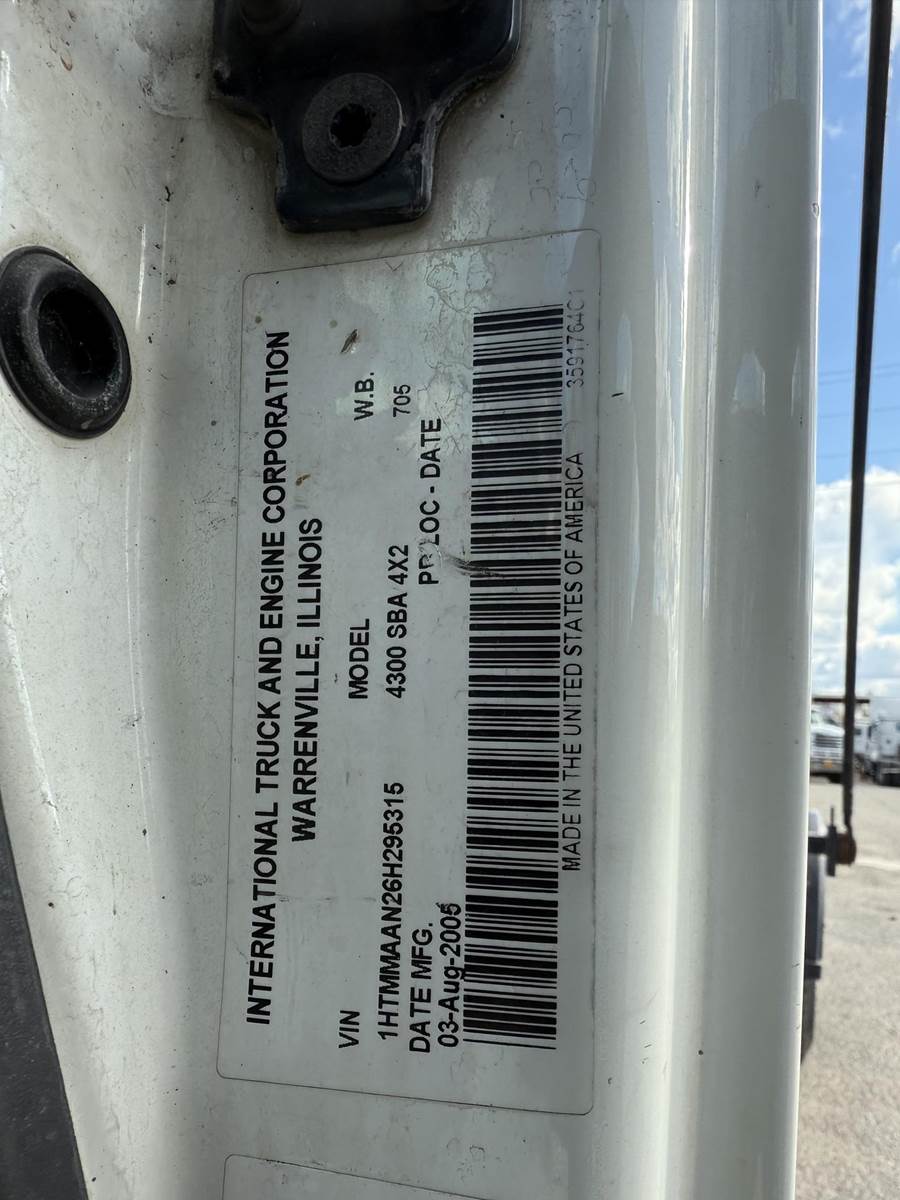 INTERNATIONAL TRUCK AND ENGINE CORPORATION
WARRENVILLE, ILLINOIS
VIN MODEL W.B.
1HTMMAAN26H295315 4300 SBA 4X2 705
DATE MFG. LOC - DATE
03-Aug-2005
MADE IN THE UNITED STATES OF AMERICA 3591764C1